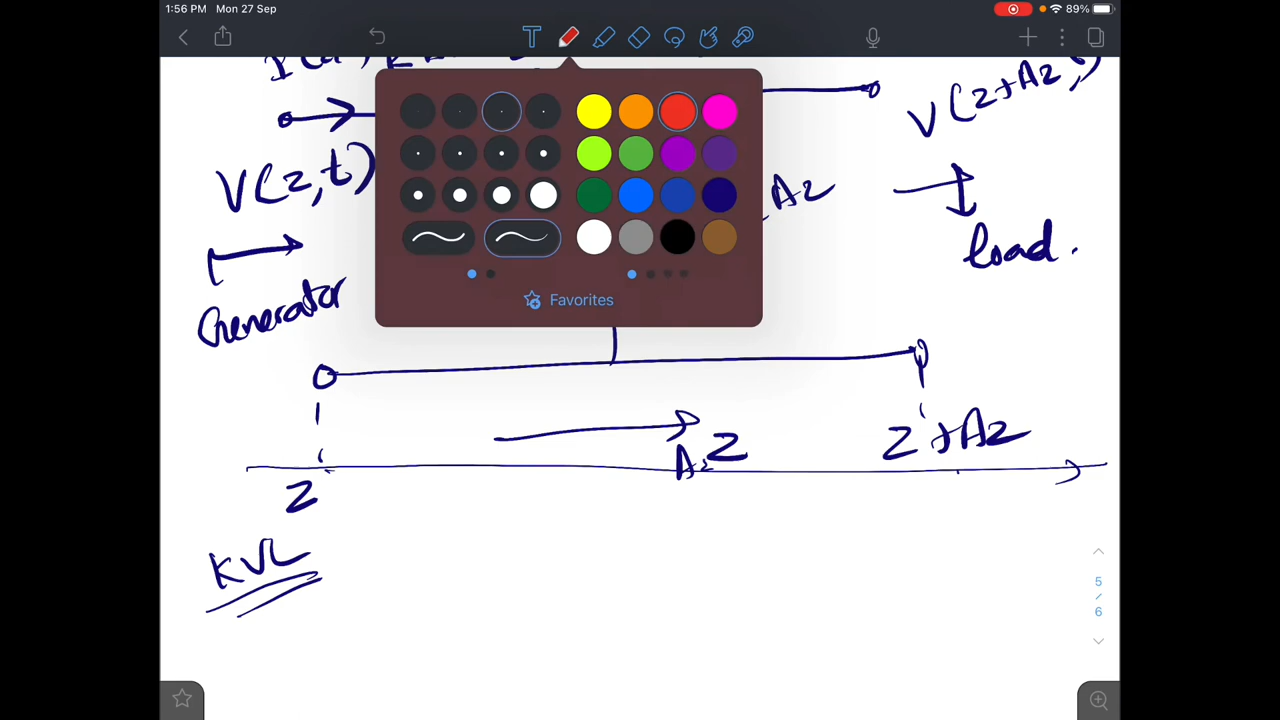 1:56 PM Mon 27 Sep
89%
T
V(z+Δz,
V(z,t)
Δz
load.
Generator
Favorites
z+Δz
Δz
z
z
KVL
5
/
6